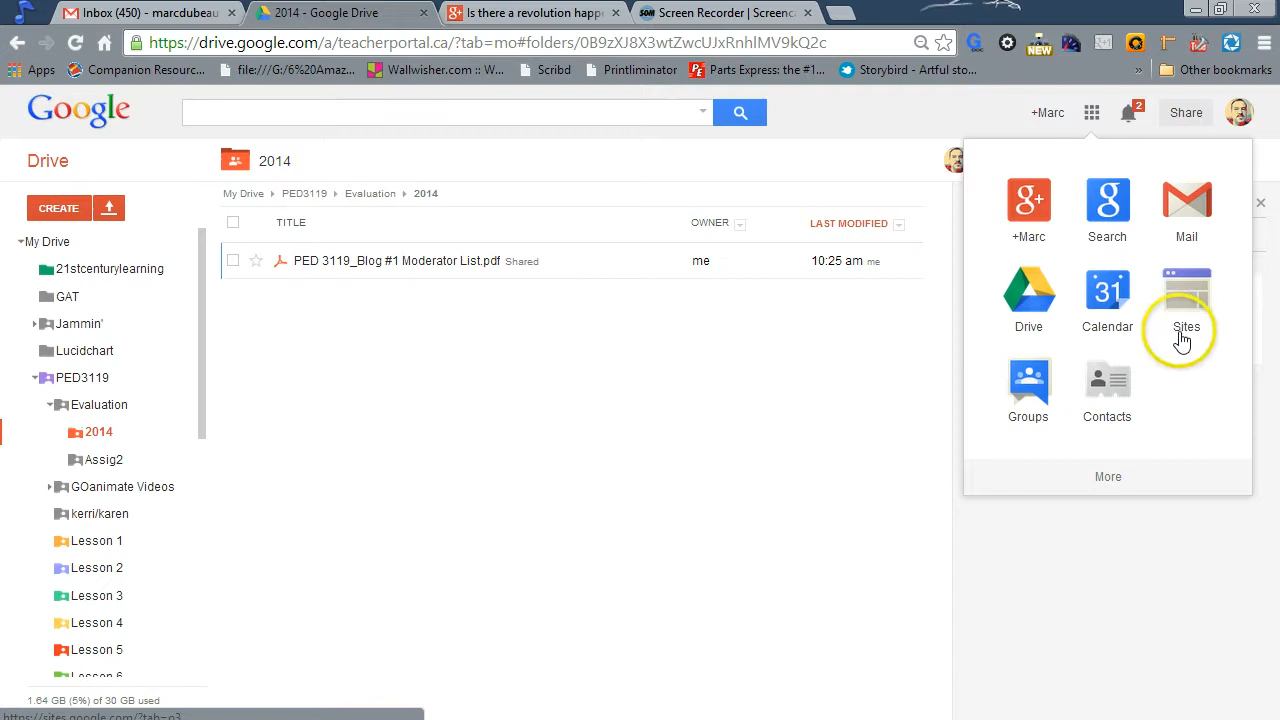 Inbox (450) - marcdubeau
2014 - Google Drive
Is there a revolution happe
Screen Recorder | Screenca
https://drive.google.com/a/teacherportal.ca/?tab=mo#folders/0B9zXJ8X3wtZwcUJxRnhlMV9kQ2c
Apps
Companion Resource...
file:///G:/6%20Amaz...
Wallwisher.com :: W...
Scribd
Printliminator
Parts Express: the #1...
Storybird - Artful sto...
»
Other bookmarks
Google
+Marc
2
Share
Drive
2014
CREATE
My Drive ▸ PED3119 ▸ Evaluation ▸ 2014
TITLE
OWNER
LAST MODIFIED
PED 3119_Blog #1 Moderator List.pdf Shared
me
10:25 am me
My Drive
21stcenturylearning
GAT
Jammin'
Lucidchart
PED3119
Evaluation
2014
Assig2
GOanimate Videos
kerri/karen
Lesson 1
Lesson 2
Lesson 3
Lesson 4
Lesson 5
Lesson 6
1.64 GB (5%) of 30 GB used
https://sites.google.com/?tab=o3
g+
+Marc
g
Search
Mail
Drive
31
Calendar
Sites
Groups
Contacts
More